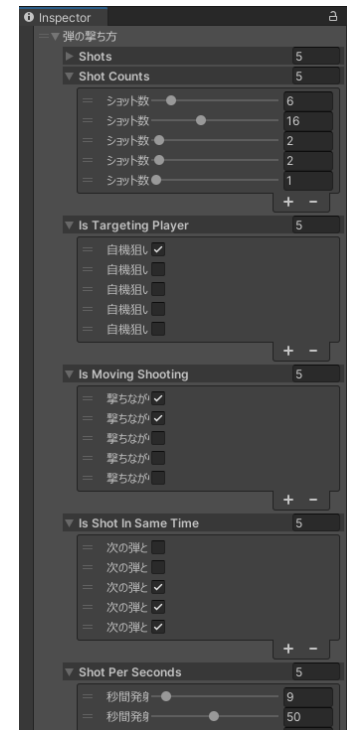 Inspector
弾の撃ち方
Shots 5
Shot Counts 5
ショット数 6
ショット数 16
ショット数 2
ショット数 2
ショット数 1
+ -
Is Targeting Player 5
自機狙い
自機狙い
自機狙い
自機狙い
自機狙い
+ -
Is Moving Shooting 5
撃ちなが
撃ちなが
撃ちなが
撃ちなが
撃ちなが
+ -
Is Shot In Same Time 5
次の弾と
次の弾と
次の弾と
次の弾と
次の弾と
+ -
Shot Per Seconds 5
秒間発射 9
秒間発射 50